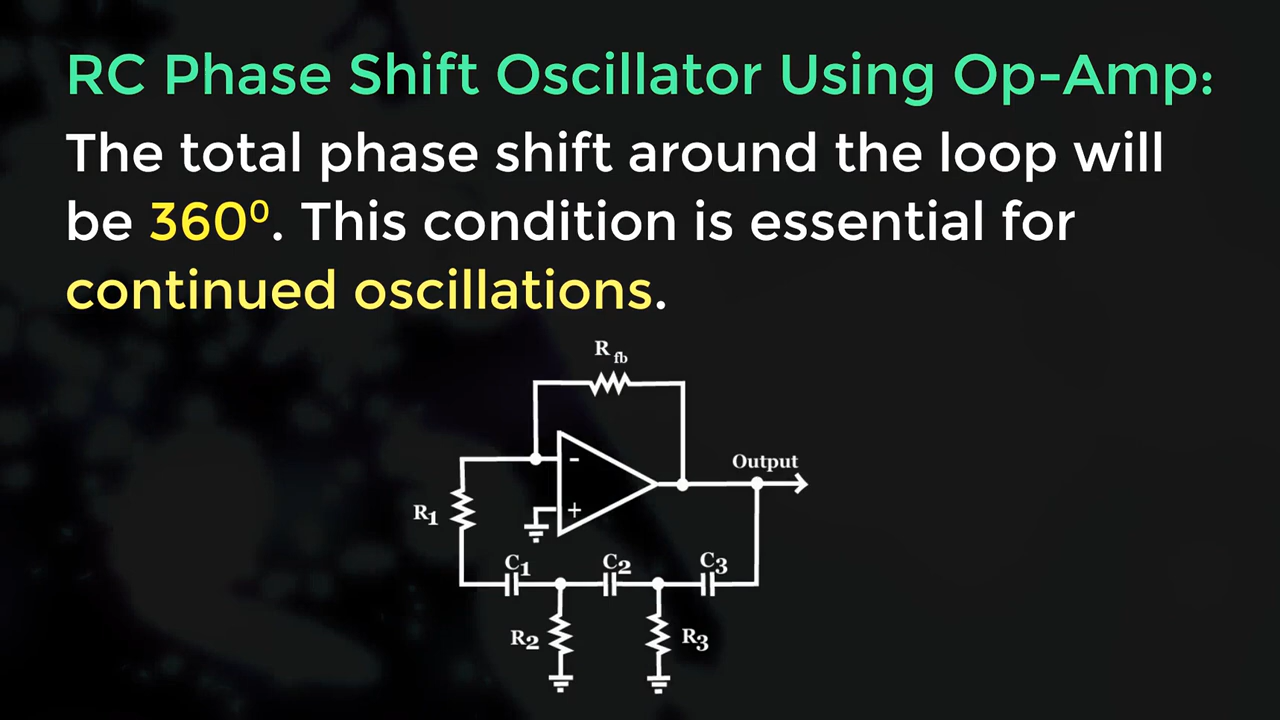 RC Phase Shift Oscillator Using Op-Amp:
The total phase shift around the loop will
be 360⁰. This condition is essential for
continued oscillations.
R fb
-
Output
+
R1
C1
C2
C3
R2
R3